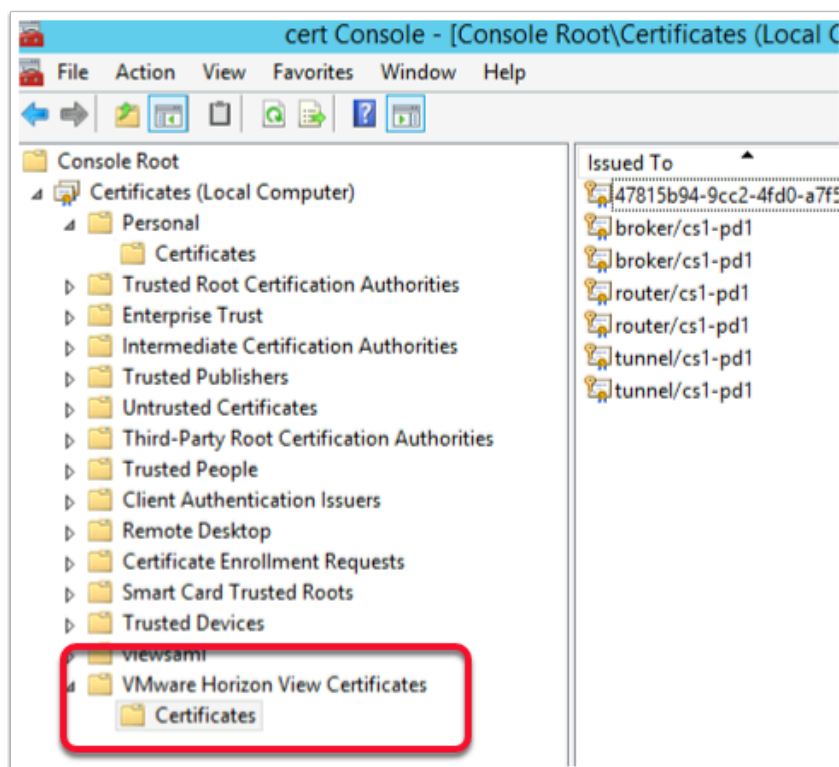 cert Console - [Console Root\Certificates (Local C
File Action View Favorites Window Help
Console Root
Certificates (Local Computer)
Personal
Certificates
Trusted Root Certification Authorities
Enterprise Trust
Intermediate Certification Authorities
Trusted Publishers
Untrusted Certificates
Third-Party Root Certification Authorities
Trusted People
Client Authentication Issuers
Remote Desktop
Certificate Enrollment Requests
Smart Card Trusted Roots
Trusted Devices
viewsaml
VMware Horizon View Certificates
Certificates
Issued To
47815b94-9cc2-4fd0-a7f5
broker/cs1-pd1
broker/cs1-pd1
router/cs1-pd1
router/cs1-pd1
tunnel/cs1-pd1
tunnel/cs1-pd1